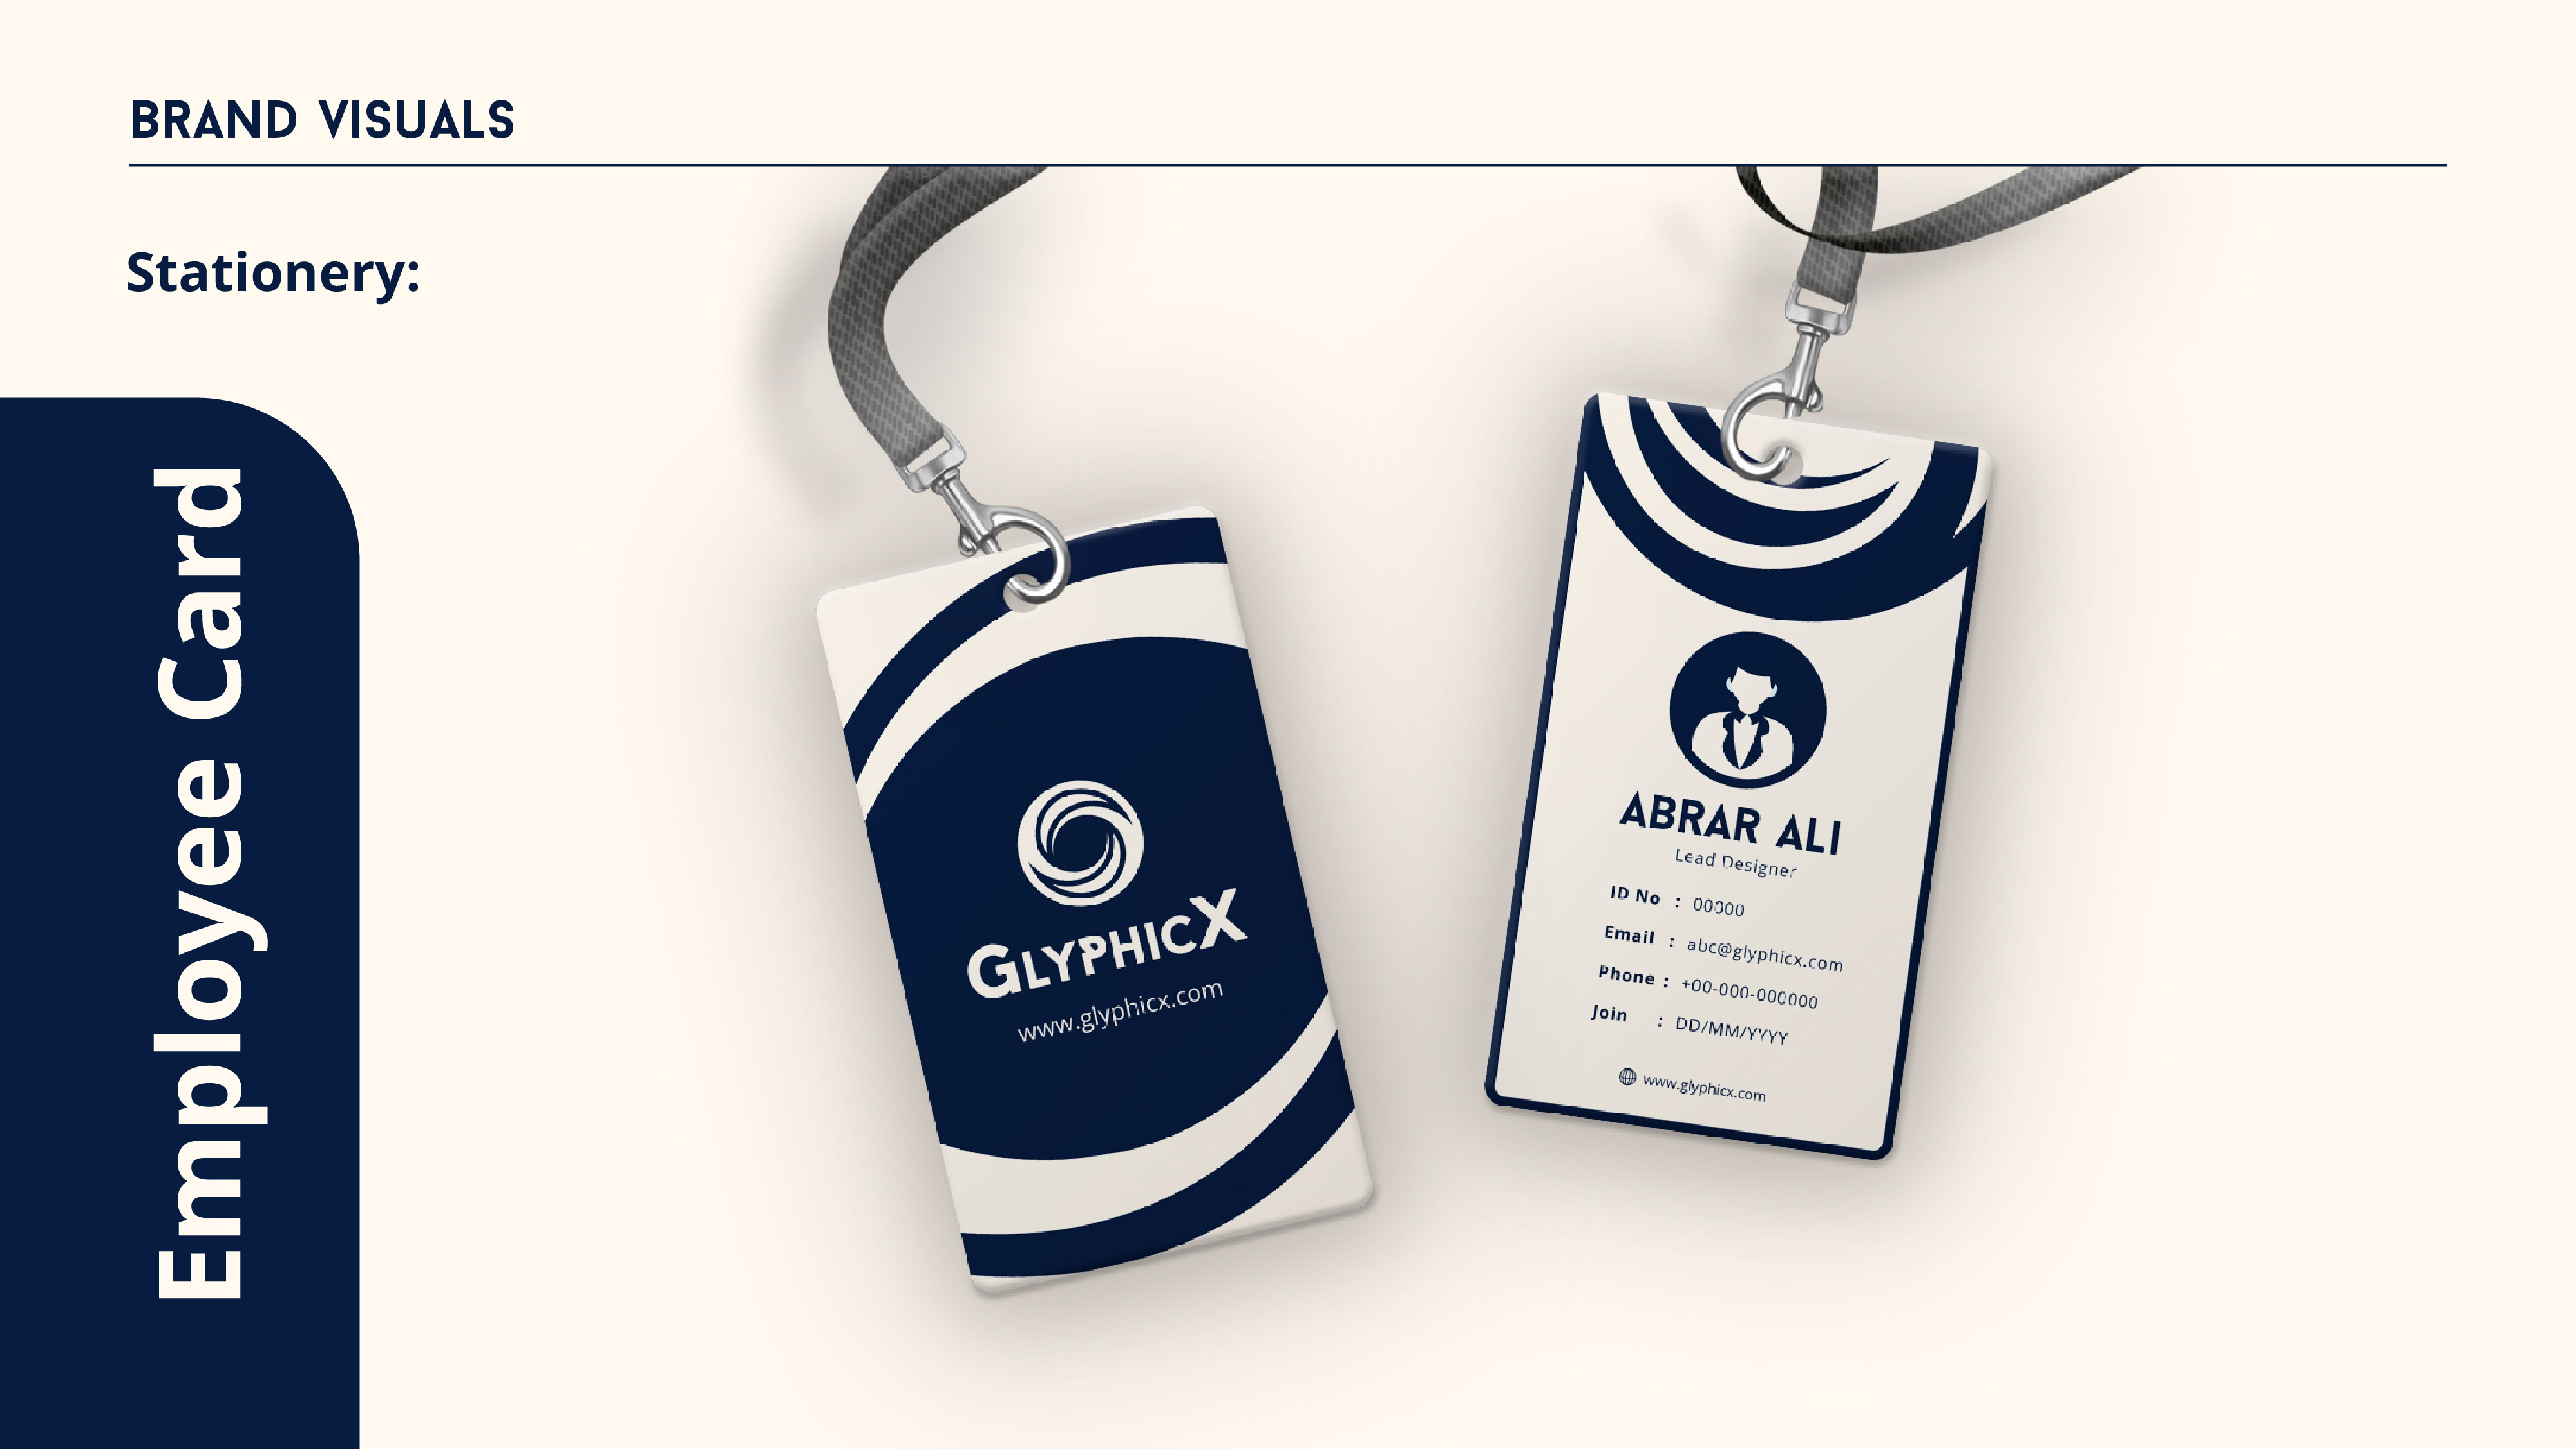 BRAND VISUALS
Stationery:
Employee Card
GLYPHICX
www.glyphicx.com
ABRAR ALI
Lead Designer
ID No : 00000
Email : abc@glyphicx.com
Phone : +00-000-000000
Join : DD/MM/YYYY
www.glyphicx.com